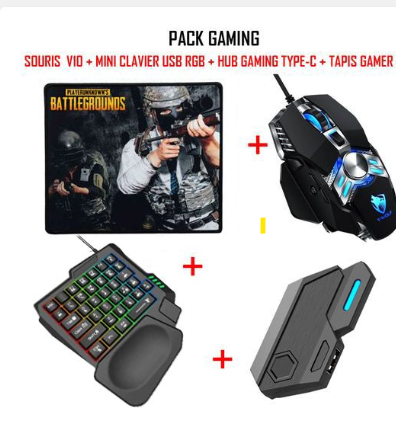 PACK GAMING
SOURIS V10 + MINI CLAVIER USB RGB + HUB GAMING TYPE-C + TAPIS GAMER
PLAYERUNKNOWN'S
BATTLEGROUNDS